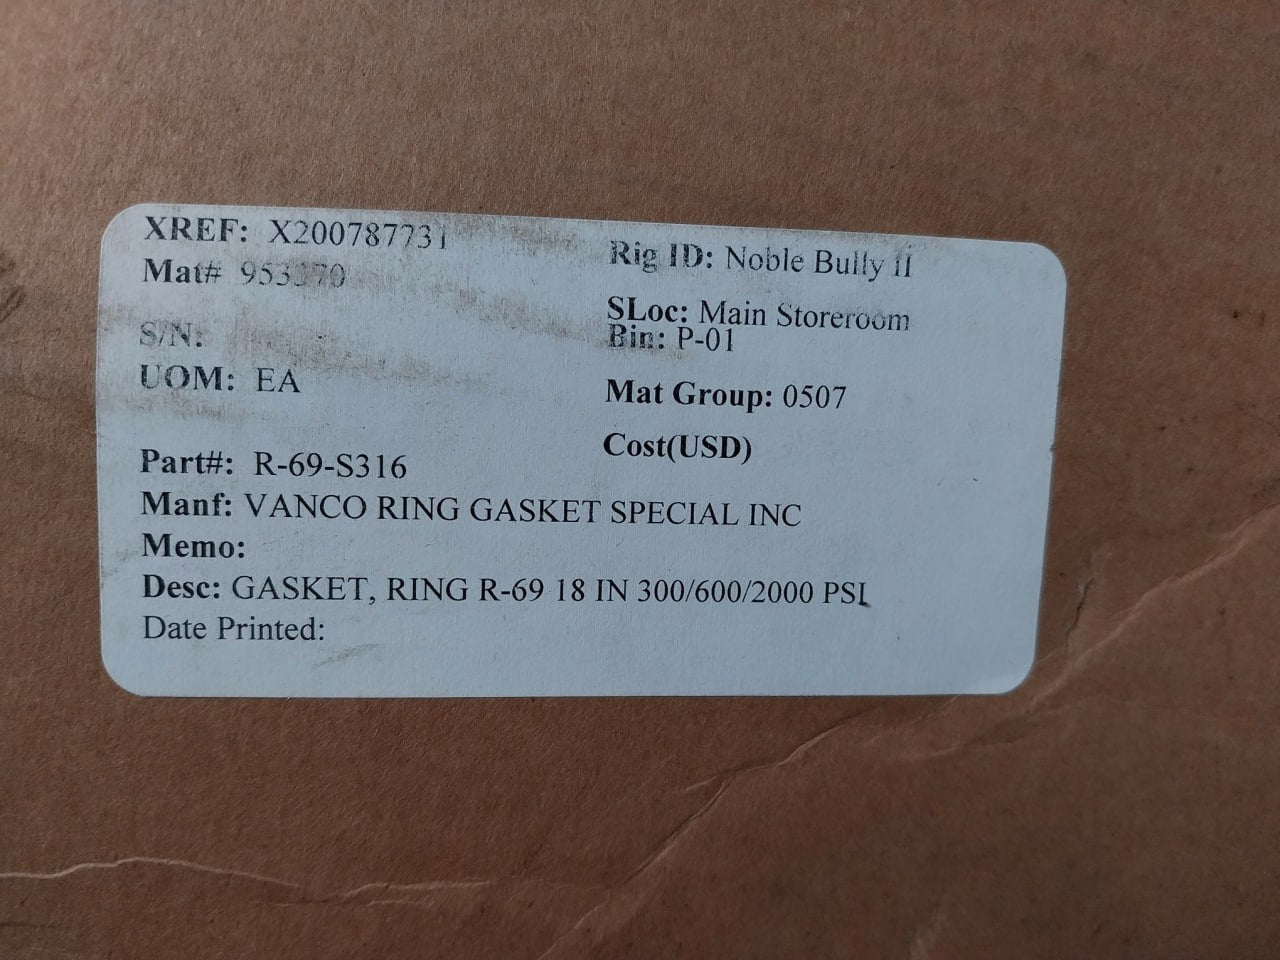 XREF: X200787731
Mat#
S/N:
UOM: EA
Rig ID: Noble Bully II
SLoc: Main Storeroom
Bin: P-01
Mat Group: 0507
Cost(USD)
Part#: R-69-S316
Manf: VANCO RING GASKET SPECIAL INC
Memo:
Desc: GASKET, RING R-69 18 IN 300/600/2000 PSI
Date Printed: